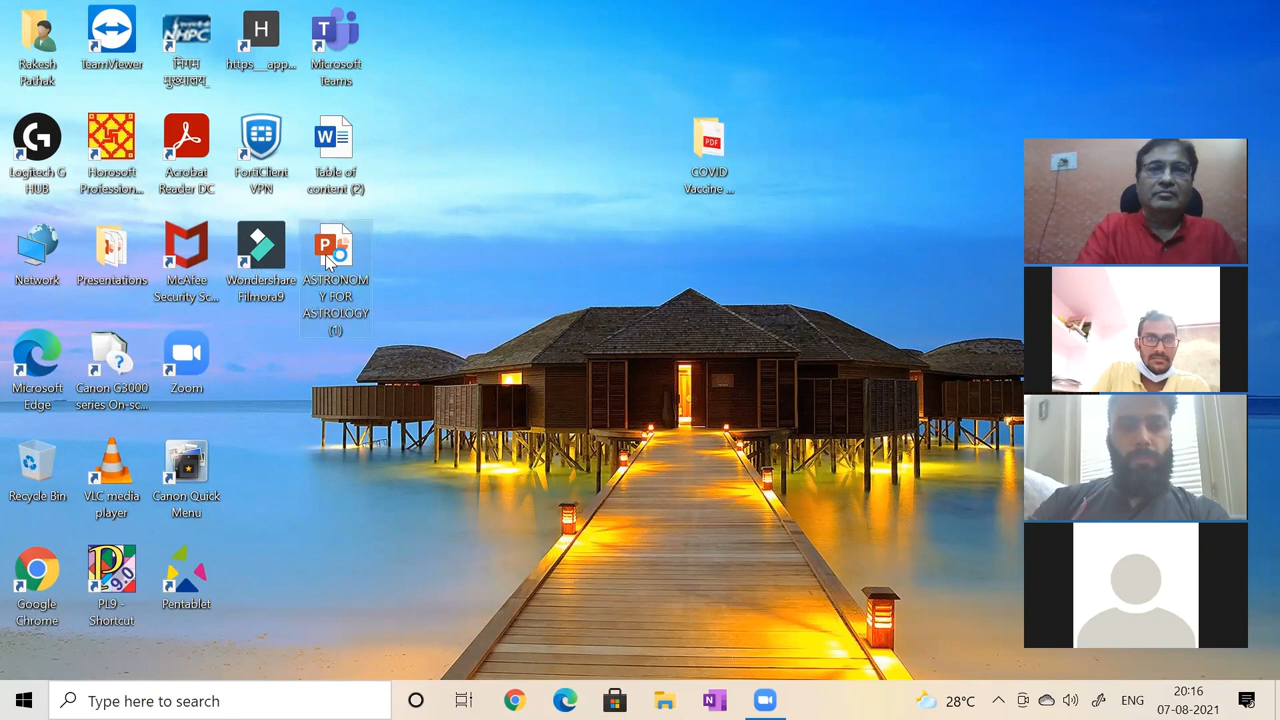 Rakesh
Pathak
TeamViewer
NHPC
निगम
मुख्यालय_
H
https__app...
T
Microsoft
Teams
Logitech G
HUB
Horosoft
Profession...
Acrobat
Reader DC
FortiClient
VPN
W
Table of
content (2)
PDF
COVID
Vaccine ...
Network
Presentations
McAfee
Security Sc...
Wondershare
Filmora9
P
ASTRONOM
Y FOR
ASTROLOGY
(1)
Microsoft
Edge
Canon G3000
series On-sc...
Zoom
Recycle Bin
VLC media
player
Canon Quick
Menu
Google
Chrome
P 9.0
PL9 -
Shortcut
Pentablet
Type here to search
N
28°C
ENG
20:16
07-08-2021